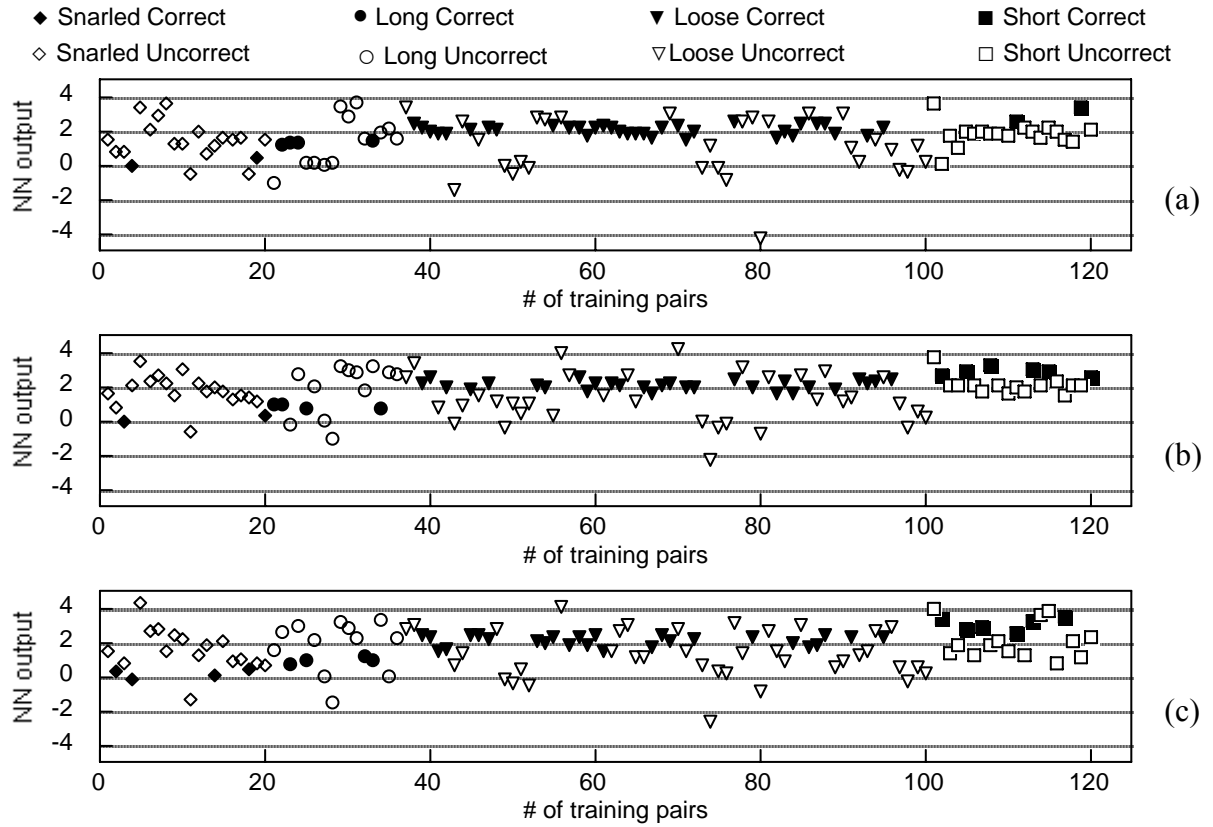 Snarled Correct Long Correct Loose Correct Short Correct
Snarled Uncorrect Long Uncorrect Loose Uncorrect Short Uncorrect
NN output
4
2
0
-2
-4
0 20 40 60 80 100 120
# of training pairs
(a)
NN output
4
2
0
-2
-4
0 20 40 60 80 100 120
# of training pairs
(b)
NN output
4
2
0
-2
-4
0 20 40 60 80 100 120
# of training pairs
(c)